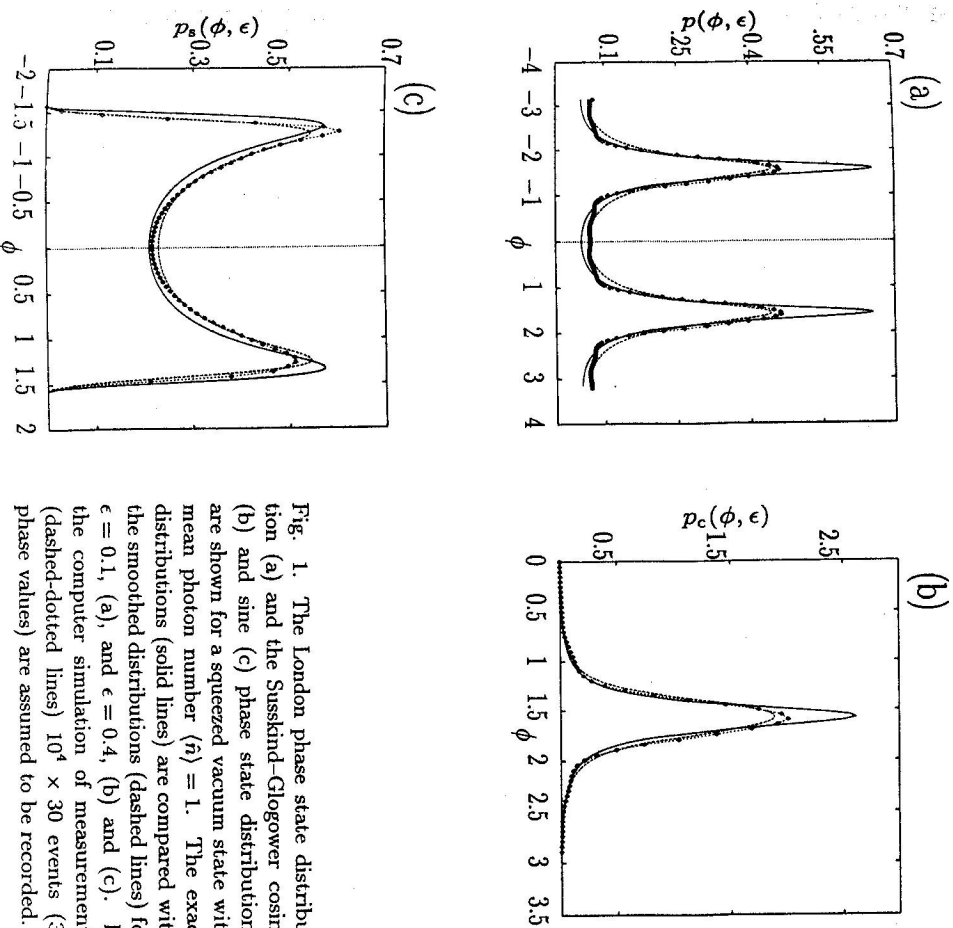 (a)
p(ϕ, ϵ)
0.7
.55
0.4
.25
0.1
−4 −3 −2 −1 ϕ 1 2 3 4
(b)
p_c(ϕ, ϵ)
2.5
1.5
0.5
0 0.5 1 1.5 ϕ 2 2.5 3 3.5
(c)
p_s(ϕ, ϵ)
0.7
0.5
0.3
0.1
−2 −1.5 −1 −0.5 ϕ 0.5 1 1.5 2
Fig. 1. The London phase state distribu
tion (a) and the Susskind–Glogower cosin
(b) and sine (c) phase state distribution
are shown for a squeezed vacuum state wit
mean photon number ⟨n̂⟩ = 1. The exac
distributions (solid lines) are compared wit
the smoothed distributions (dashed lines) fo
ϵ = 0.1, (a), and ϵ = 0.4, (b) and (c).
the computer simulation of measuremen
(dashed-dotted lines) 10⁴ × 30 events (3
phase values) are assumed to be recorded.